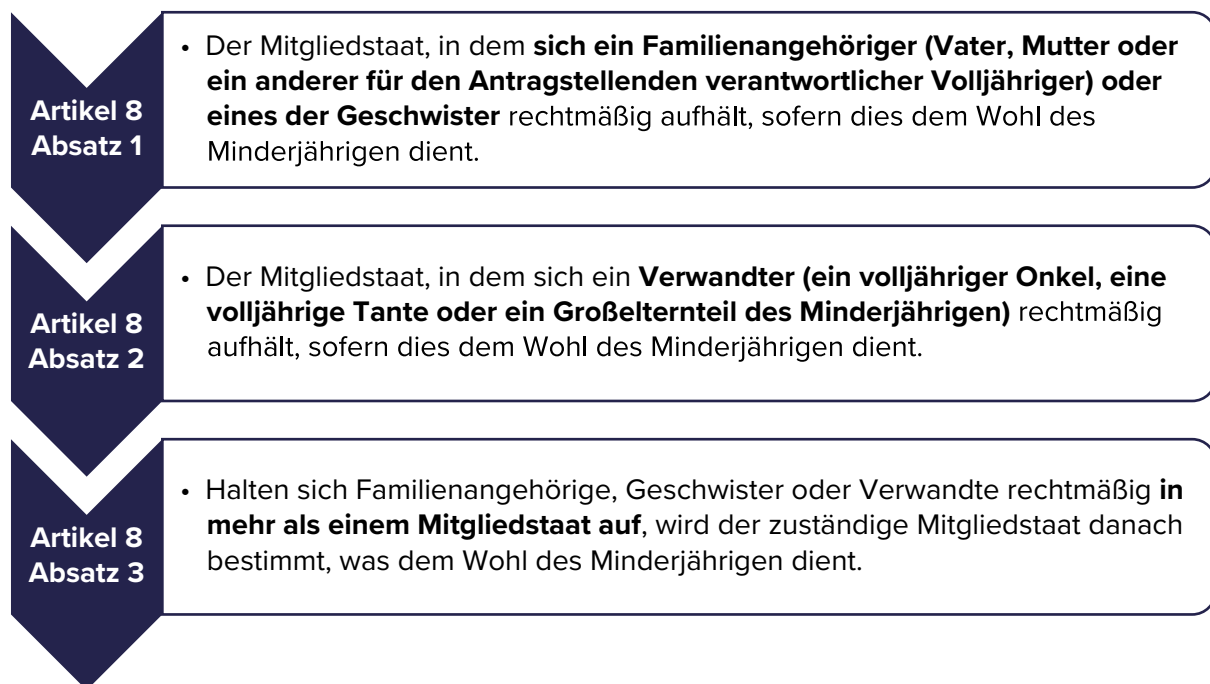 Artikel 8
Absatz 1
• Der Mitgliedstaat, in dem sich ein Familienangehöriger (Vater, Mutter oder
ein anderer für den Antragstellenden verantwortlicher Volljähriger) oder
eines der Geschwister rechtmäßig aufhält, sofern dies dem Wohl des
Minderjährigen dient.
Artikel 8
Absatz 2
• Der Mitgliedstaat, in dem sich ein Verwandter (ein volljähriger Onkel, eine
volljährige Tante oder ein Großelternteil des Minderjährigen) rechtmäßig
aufhält, sofern dies dem Wohl des Minderjährigen dient.
Artikel 8
Absatz 3
• Halten sich Familienangehörige, Geschwister oder Verwandte rechtmäßig in
mehr als einem Mitgliedstaat auf, wird der zuständige Mitgliedstaat danach
bestimmt, was dem Wohl des Minderjährigen dient.